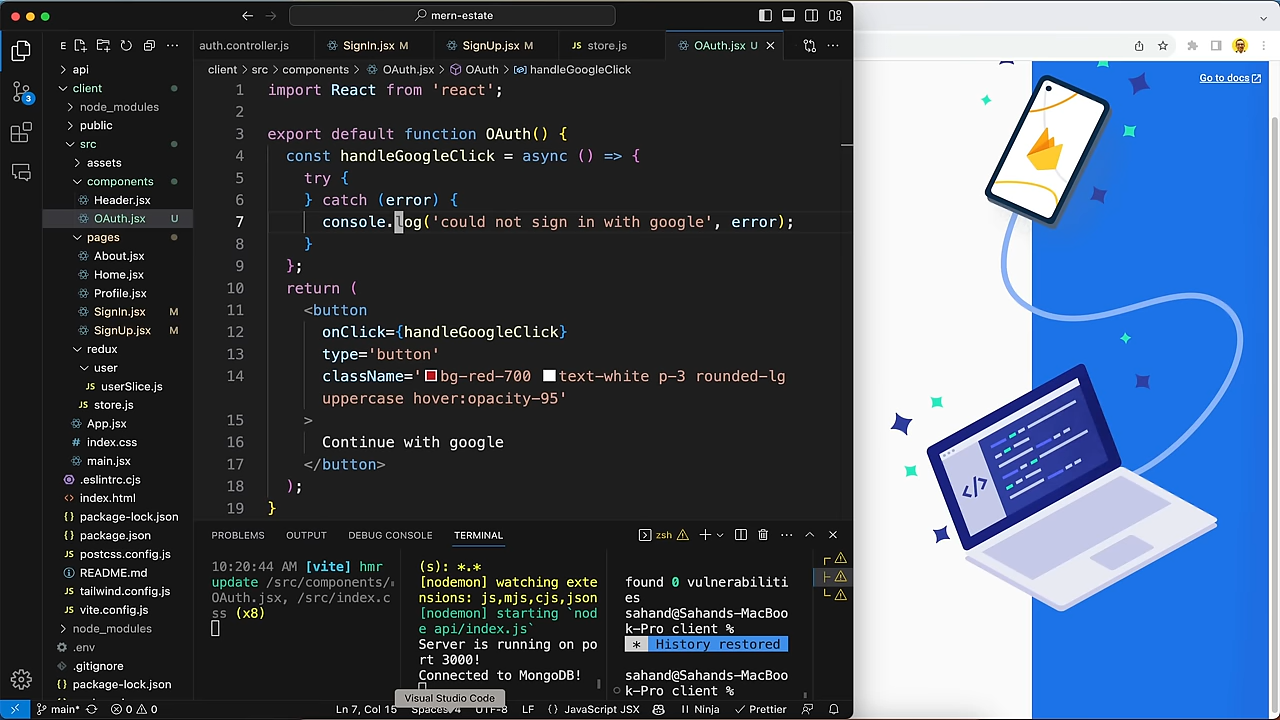 mern-estate
E
auth.controller.js
SignIn.jsx M
SignUp.jsx M
JS store.js
OAuth.jsx U
client > src > components > OAuth.jsx > OAuth > handleGoogleClick
api
client
node_modules
public
src
assets
components
Header.jsx
OAuth.jsx U
pages
About.jsx
Home.jsx
Profile.jsx
SignIn.jsx M
SignUp.jsx M
redux
user
JS userSlice.js
JS store.js
App.jsx
# index.css
main.jsx
.eslintrc.cjs
<> index.html
{} package-lock.json
{} package.json
JS postcss.config.js
README.md
JS tailwind.config.js
JS vite.config.js
node_modules
.env
.gitignore
{} package-lock.json
3
1 import React from 'react';
2
3 export default function OAuth() {
4 const handleGoogleClick = async () => {
5 try {
6 } catch (error) {
7 console.log('could not sign in with google', error);
8 }
9 };
10 return (
11 <button
12 onClick={handleGoogleClick}
13 type='button'
14 className='bg-red-700 text-white p-3 rounded-lg
uppercase hover:opacity-95'
15 >
16 Continue with google
17 </button>
18 );
19 }
PROBLEMS OUTPUT DEBUG CONSOLE TERMINAL
zsh
10:20:44 AM [vite] hmr
update /src/components/
OAuth.jsx, /src/index.c
ss (x8)
(s): *.*
[nodemon] watching exte
nsions: js,mjs,cjs,json
[nodemon] starting `nod
e api/index.js`
Server is running on po
rt 3000!
Connected to MongoDB!
found 0 vulnerabiliti
es
sahand@Sahands-MacBoo
k-Pro client %
* History restored
sahand@Sahands-MacBoo
k-Pro client %
Visual Studio Code
main* 0 0 Ln 7, Col 15 Spaces: 4 UTF-8 LF {} JavaScript JSX Ninja Prettier
Go to docs
</>